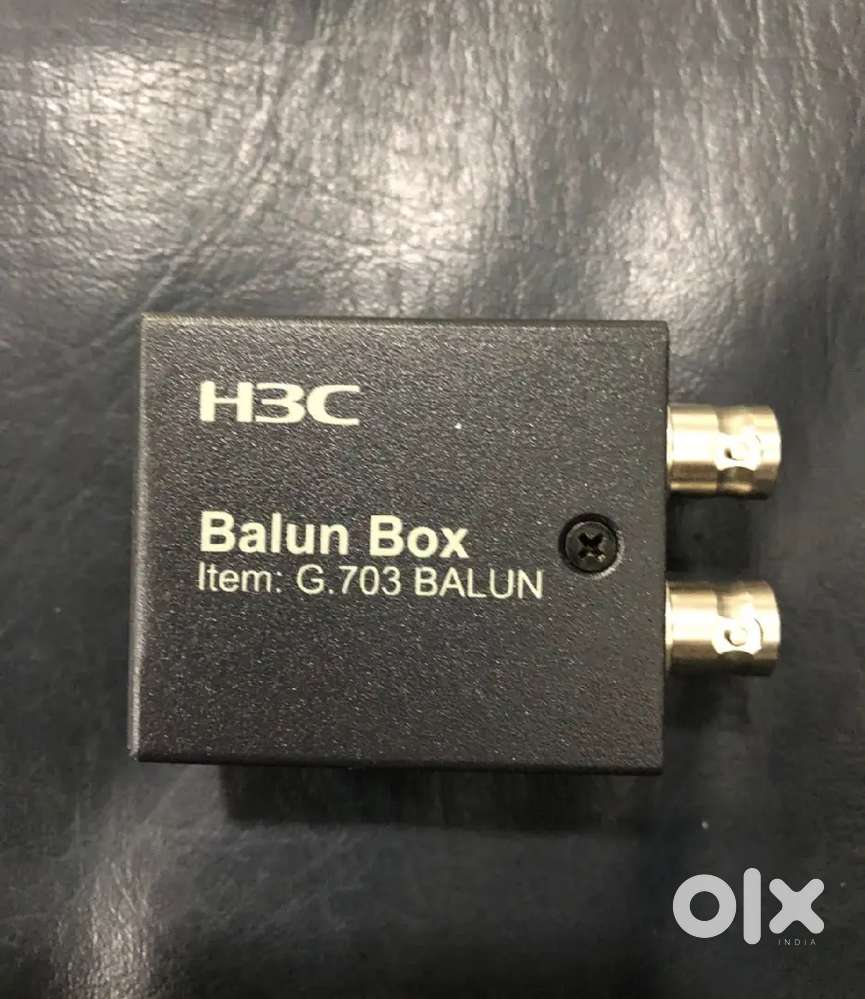 H3C
Balun Box
Item: G.703 BALUN
olx
INDIA